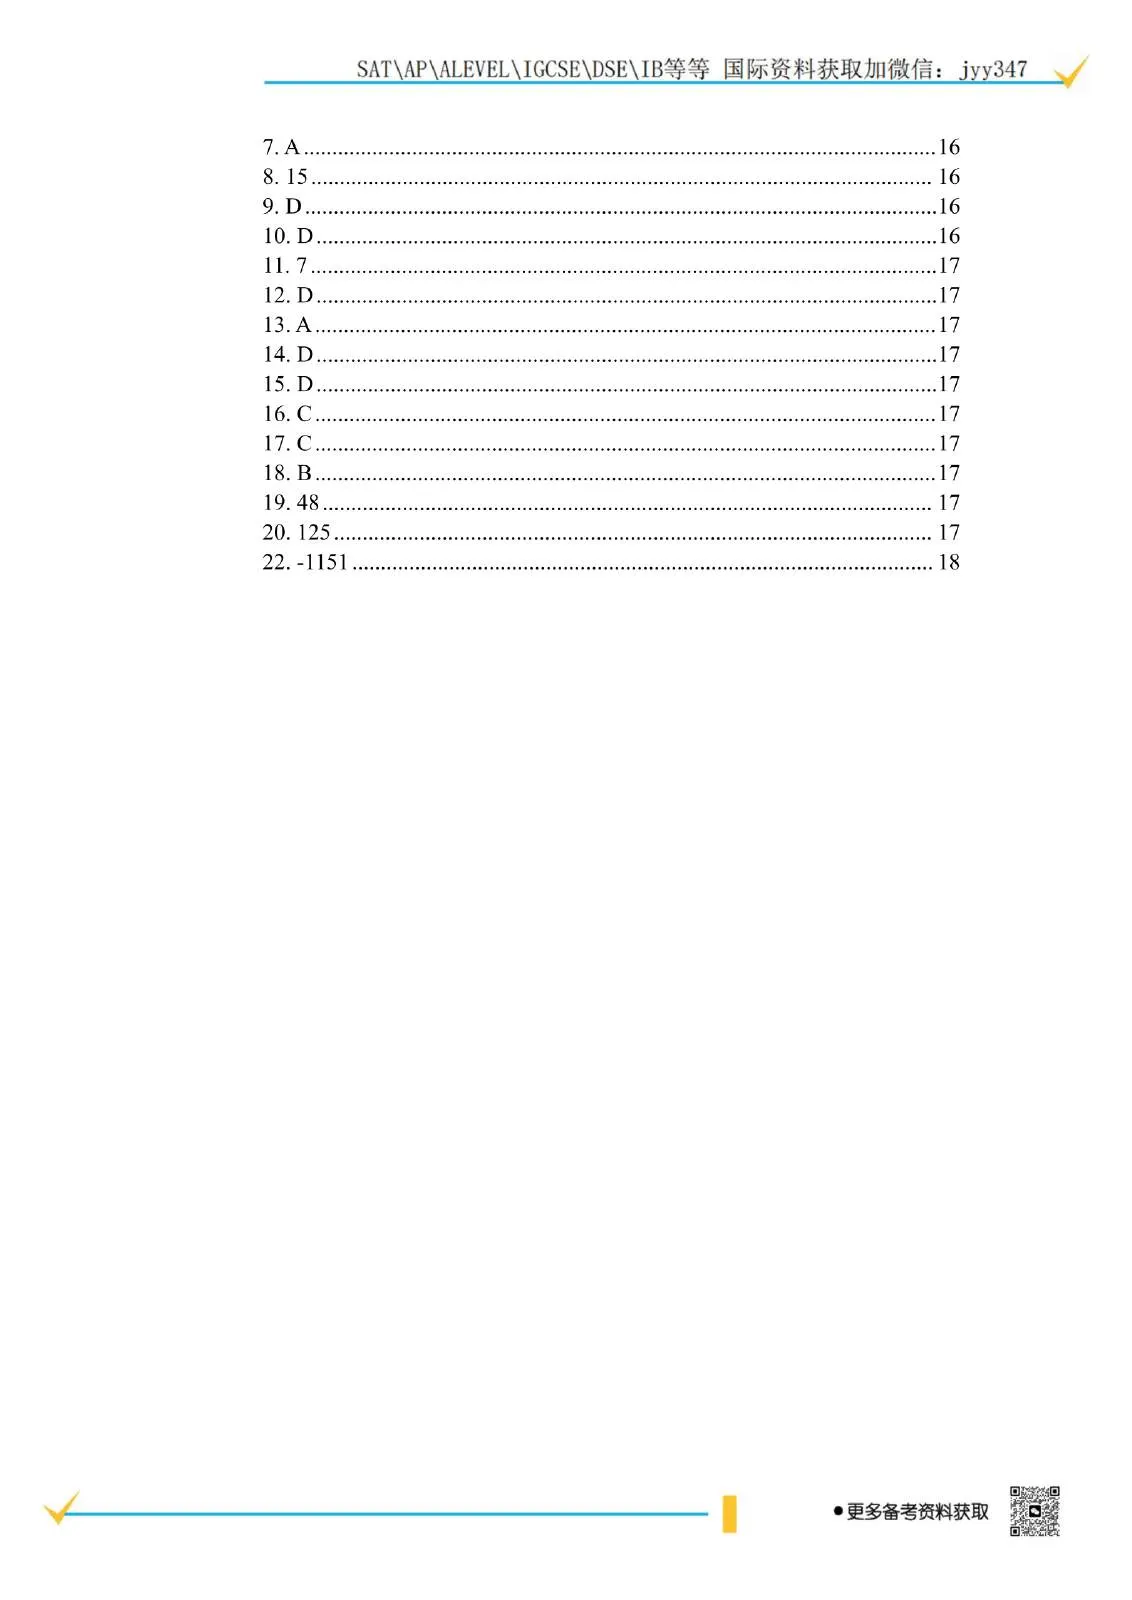 SAT\AP\ALEVEL\IGCSE\DSE\IB等等 国际资料获取加微信：jyy347
7. A........................................16
8. 15........................................ 16
9. D........................................16
10. D........................................16
11. 7........................................17
12. D........................................17
13. A........................................17
14. D........................................17
15. D........................................17
16. C........................................17
17. C........................................17
18. B........................................17
19. 48........................................ 17
20. 125........................................ 17
22. -1151........................................ 18
●更多备考资料获取